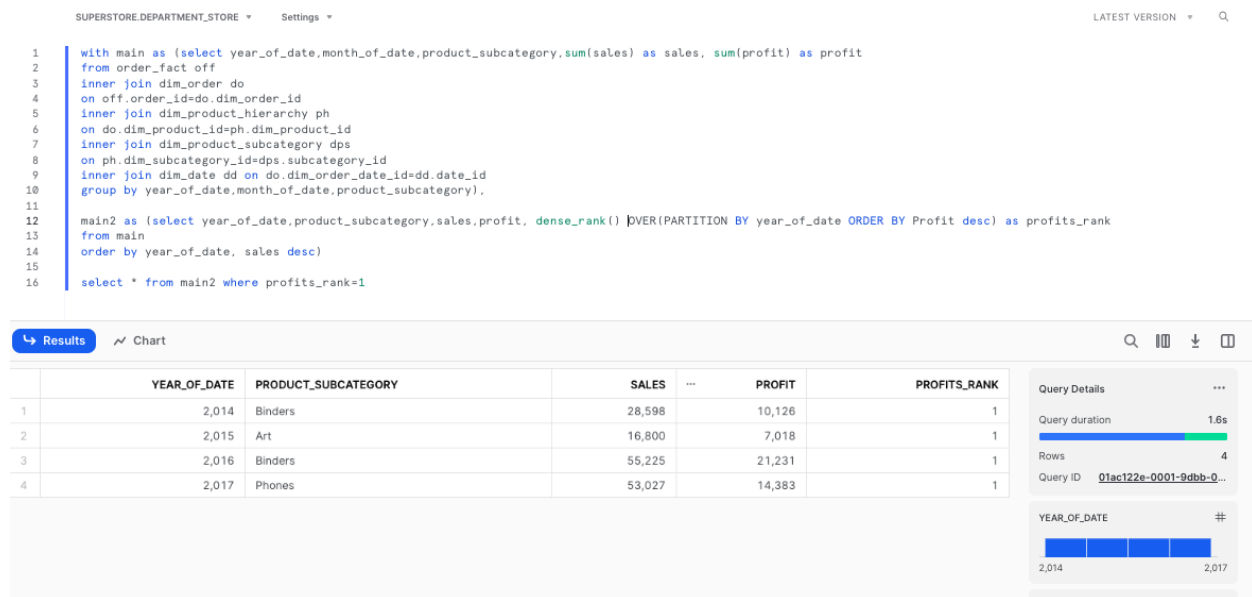 SUPERSTORE.DEPARTMENT_STORE Settings LATEST VERSION
1 with main as (select year_of_date,month_of_date,product_subcategory,sum(sales) as sales, sum(profit) as profit
2 from order_fact off
3 inner join dim_order do
4 on off.order_id=do.dim_order_id
5 inner join dim_product_hierarchy ph
6 on do.dim_product_id=ph.dim_product_id
7 inner join dim_product_subcategory dps
8 on ph.dim_subcategory_id=dps.subcategory_id
9 inner join dim_date dd on do.dim_order_date_id=dd.date_id
10 group by year_of_date,month_of_date,product_subcategory),
11
12 main2 as (select year_of_date,product_subcategory,sales,profit, dense_rank() OVER(PARTITION BY year_of_date ORDER BY Profit desc) as profits_rank
13 from main
14 order by year_of_date, sales desc)
15
16 select * from main2 where profits_rank=1
Results Chart
YEAR_OF_DATE PRODUCT_SUBCATEGORY SALES ... PROFIT PROFITS_RANK
1 2,014 Binders 28,598 10,126 1
2 2,015 Art 16,800 7,018 1
3 2,016 Binders 55,225 21,231 1
4 2,017 Phones 53,027 14,383 1
Query Details ...
Query duration 1.6s
Rows 4
Query ID 01ac122e-0001-9dbb-0...
YEAR_OF_DATE #
2,014 2,017